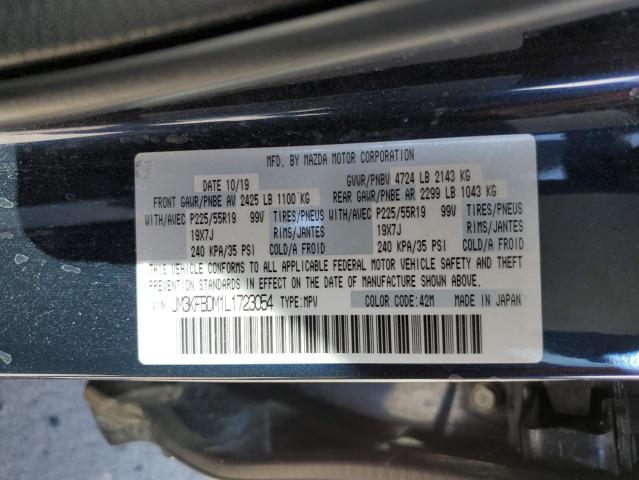 MFD. BY MAZDA MOTOR CORPORATION
DATE 10/19 GVWR/PNBV 4724 LB 2143 KG
FRONT GAWR/PNBE AV 2425 LB 1100 KG REAR GAWR/PNBE AR 2299 LB 1043 KG
WITH/AVEC P225/55R19 99V TIRES/PNEUS WITH/AVEC P225/55R19 99V TIRES/PNEUS
19X7J RIMS/JANTES 19X7J RIMS/JANTES
240 KPA/35 PSI COLD/A FROID 240 KPA/35 PSI COLD/A FROID
THIS VEHICLE CONFORMS TO ALL APPLICABLE FEDERAL MOTOR VEHICLE SAFETY AND THEFT
PREVENTION STANDARDS IN EFFECT ON THE DATE OF MANUFACTURE SHOWN ABOVE.
VIN: JM3KFBDM1L1723054 TYPE:MPV COLOR CODE:42M MADE IN JAPAN